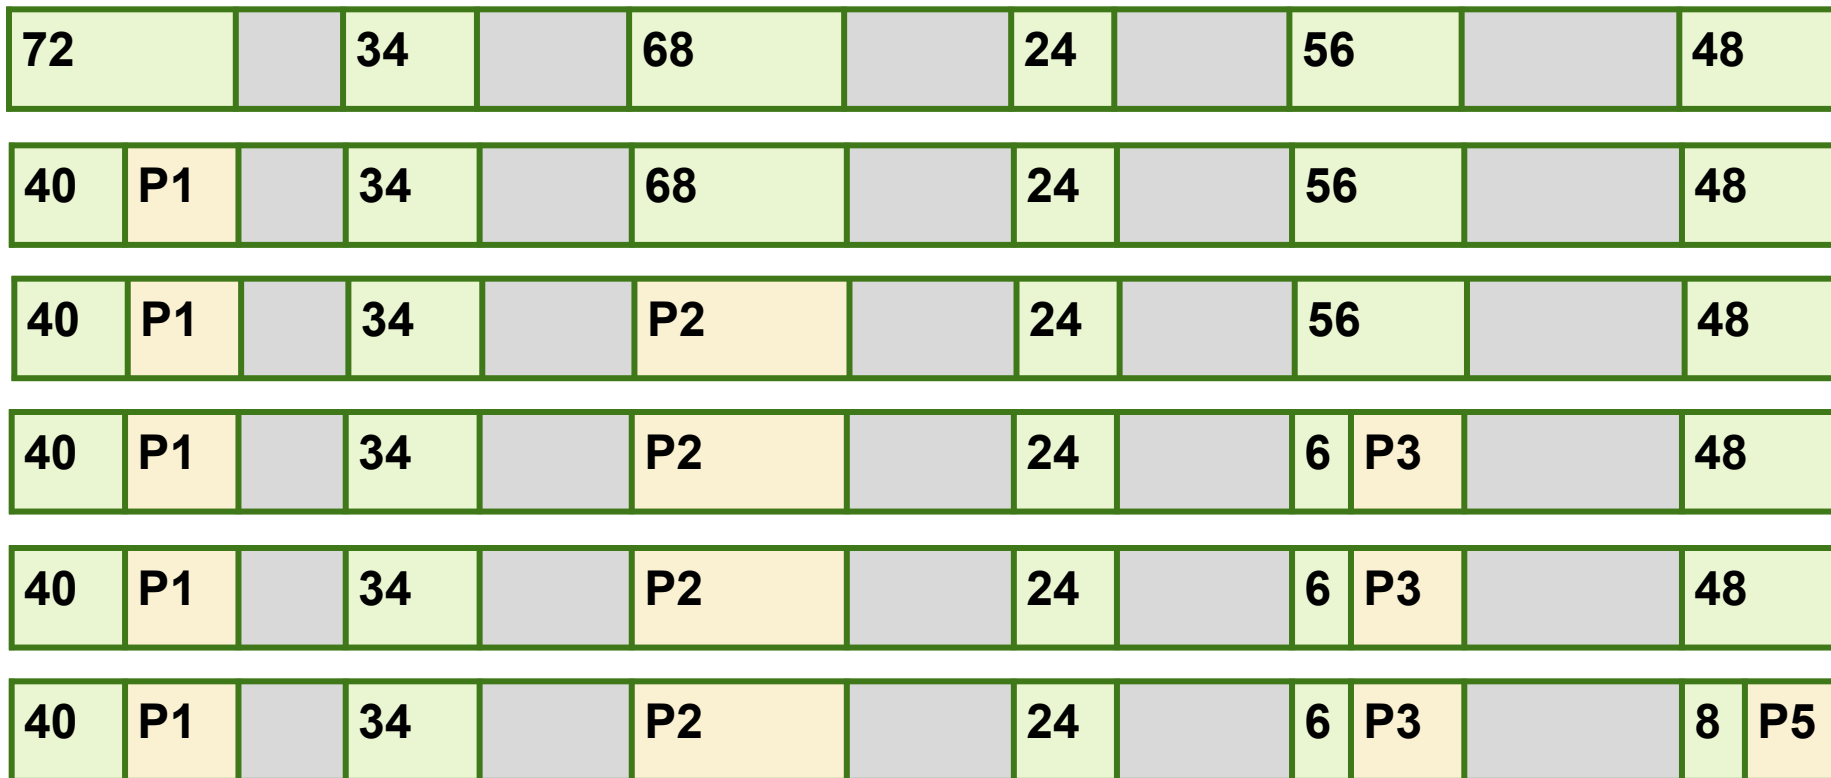 72 34 68 24 56 48
40 P1 34 68 24 56 48
40 P1 34 P2 24 56 48
40 P1 34 P2 24 6 P3 48
40 P1 34 P2 24 6 P3 48
40 P1 34 P2 24 6 P3 8 P5